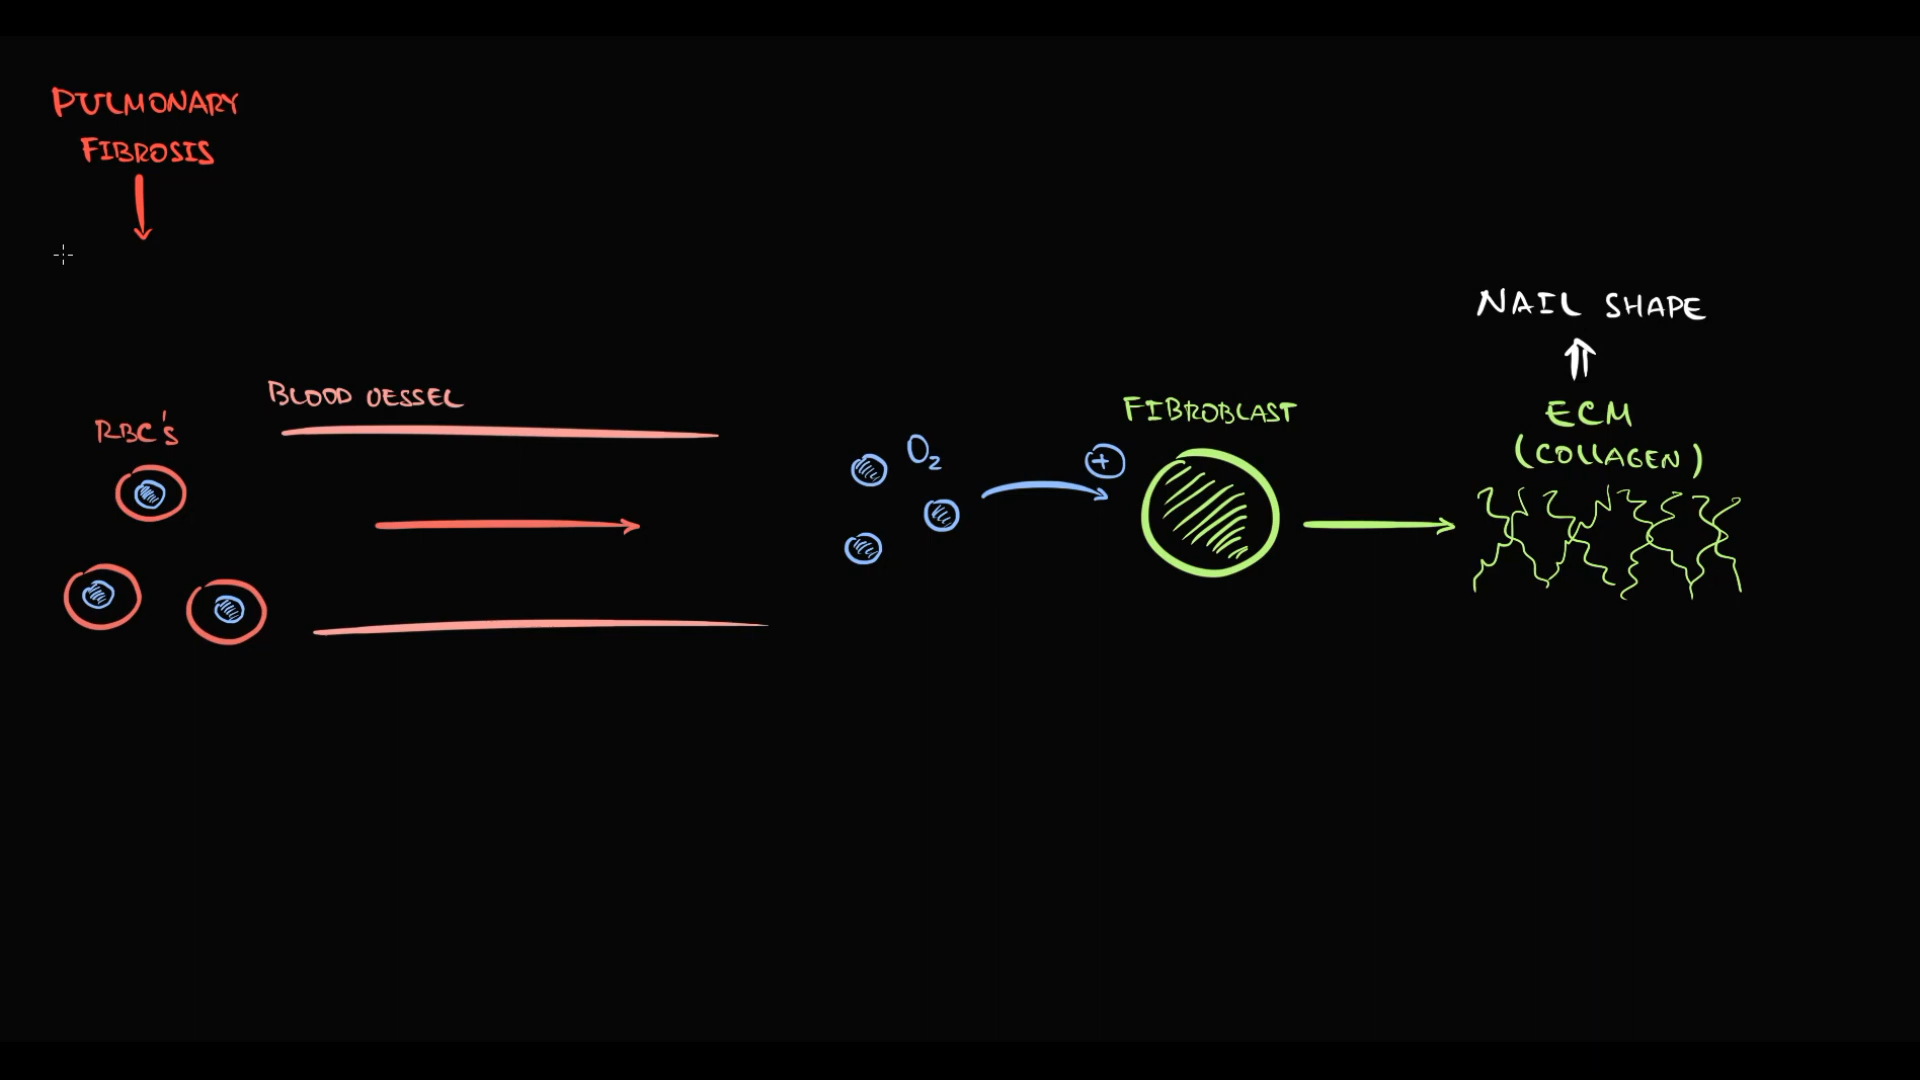 PULMONARY
FIBROSIS
NAIL SHAPE
BLOOD VESSEL
FIBROBLAST
ECM
(COLLAGEN)
RBC's
O2
+